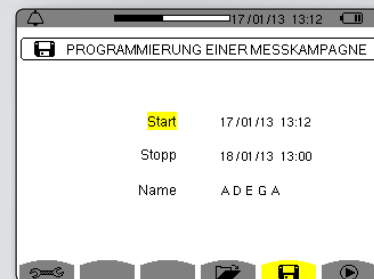 17/01/13 13:12
PROGRAMMIERUNG EINER MESSKAMPAGNE
Start 17/01/13 13:12
Stopp 18/01/13 13:00
Name ADEGA